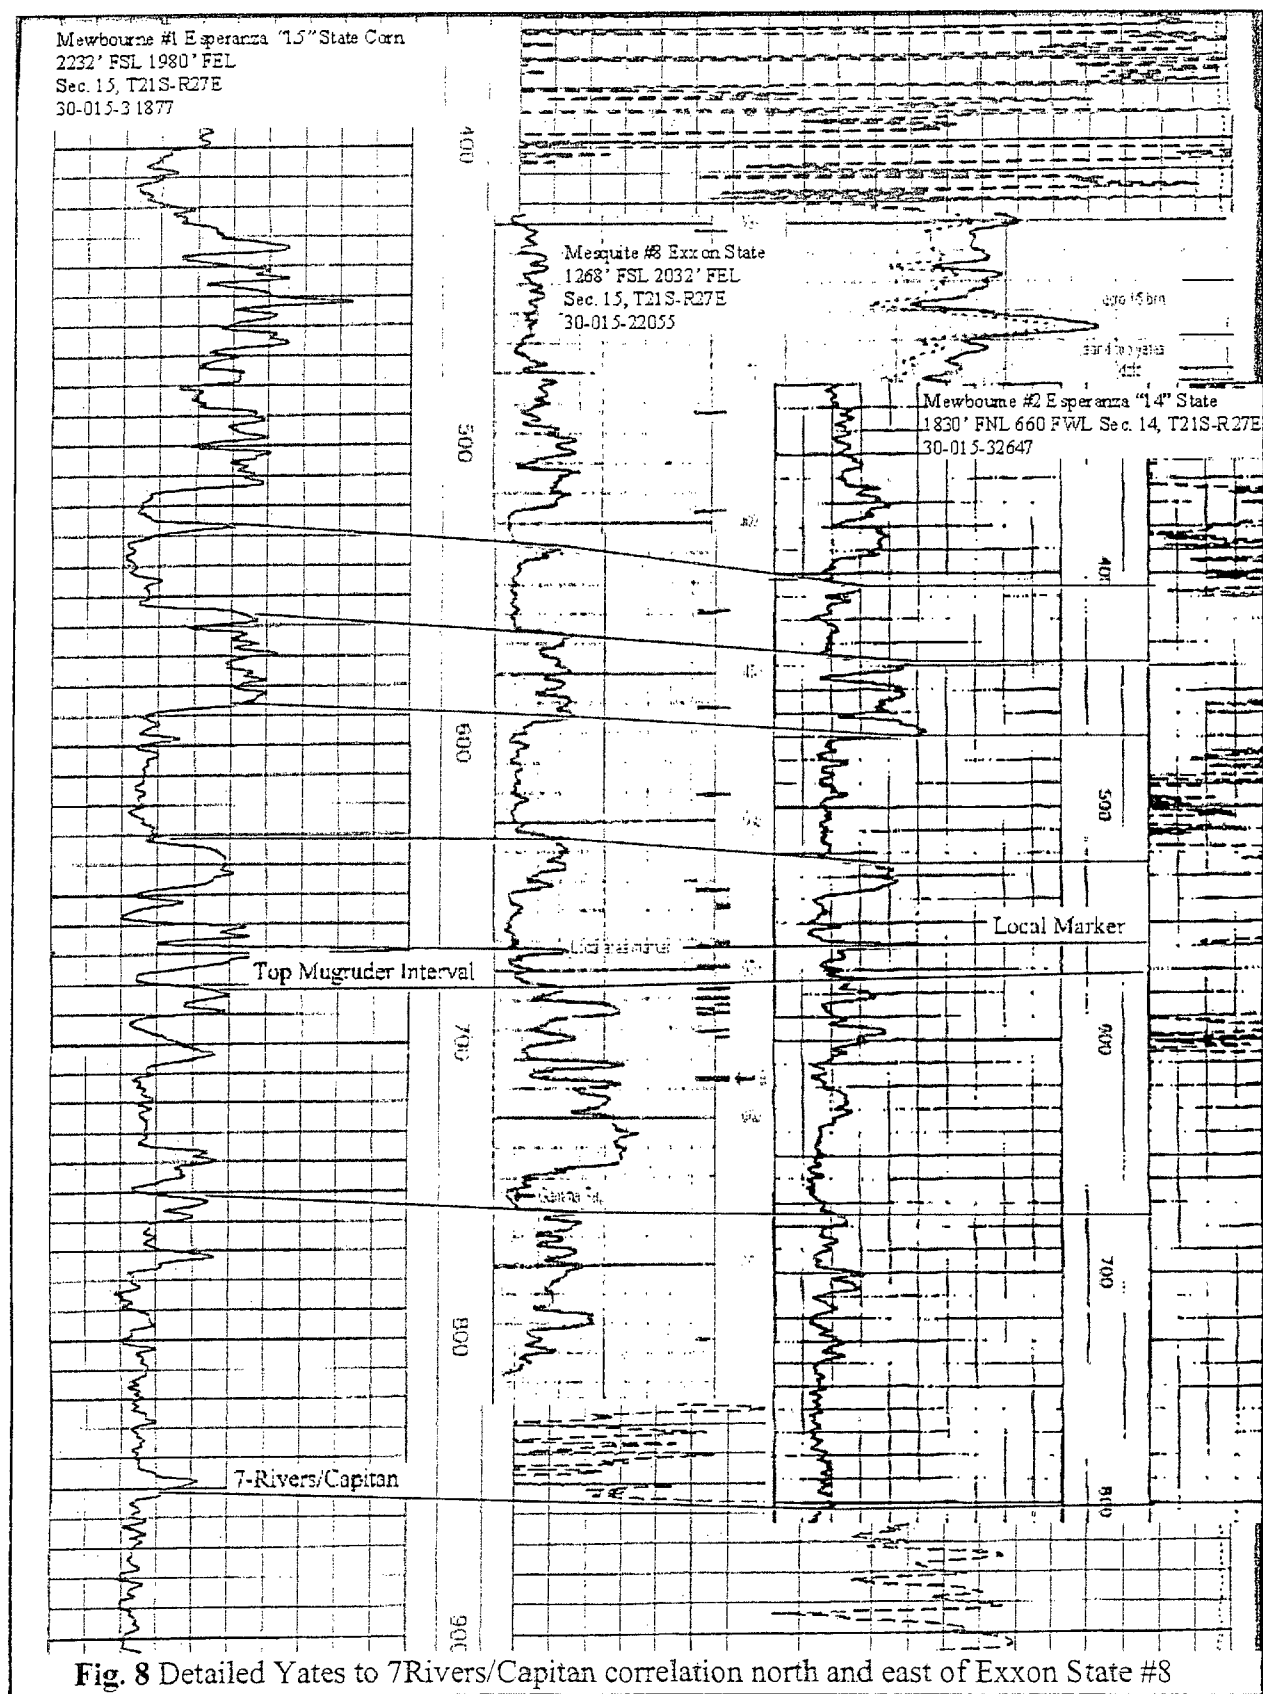 Mewbourne #1 Esperanza "15" State Com
2232' FSL 1980' FEL
Sec. 15, T21S-R27E
30-015-31877
400
Mesquite #8 Exxon State
1268' FSL 2032' FEL
Sec. 15, T21S-R27E
30-015-22055
Mewbourne #2 Esperanza "14" State
1830' FNL 660 FWL Sec. 14, T21S-R27E
30-015-32647
500
600
500
Local Marker
Top Mugruder Interval
700
600
700
800
7-Rivers/Capitan
800
900
Fig. 8 Detailed Yates to 7Rivers/Capitan correlation north and east of Exxon State #8